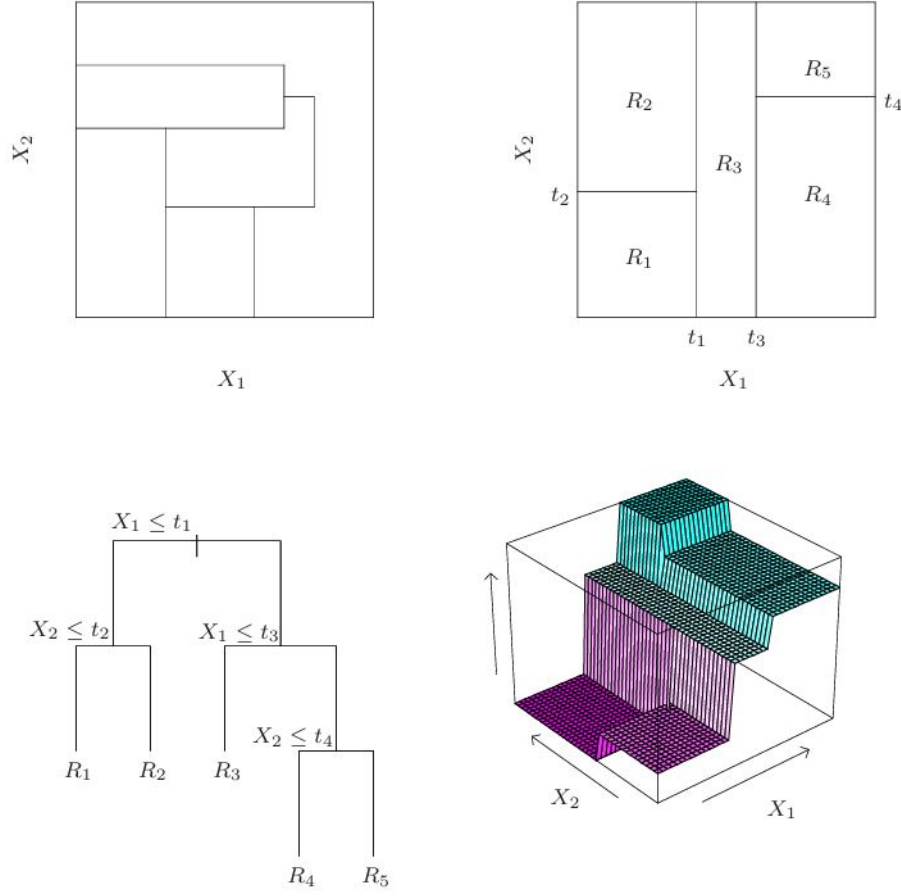 X₂
X₁
X₂
R₂
R₅
t₄
R₃
t₂
R₄
R₁
t₁
t₃
X₁
X₁ ≤ t₁
X₂ ≤ t₂
X₁ ≤ t₃
X₂ ≤ t₄
R₁
R₂
R₃
R₄
R₅
X₂
X₁